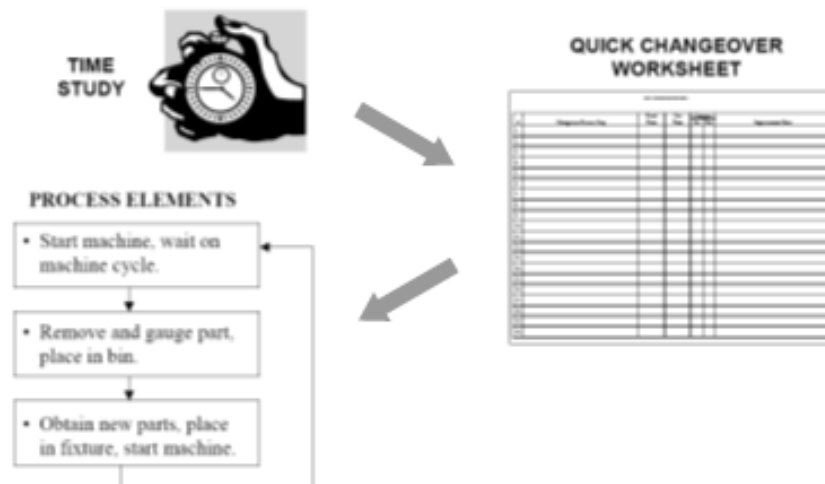 TIME
STUDY
QUICK CHANGEOVER
WORKSHEET
PROCESS ELEMENTS
• Start machine, wait on
machine cycle.
• Remove and gauge part,
place in bin.
• Obtain new parts, place
in fixture, start machine.